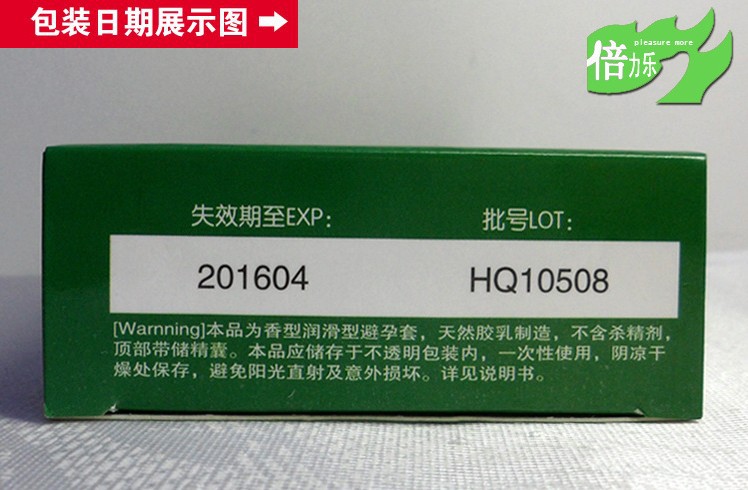 包装日期展示图
pleasure more
倍力乐
失效期至EXP: 批号LOT:
201604 HQ10508
[Warnning]本品为香型润滑型避孕套，天然胶乳制造，不含杀精剂，
顶部带储精囊。本品应储存于不透明包装内，一次性使用，阴凉干
燥处保存，避免阳光直射及意外损坏。详见说明书。